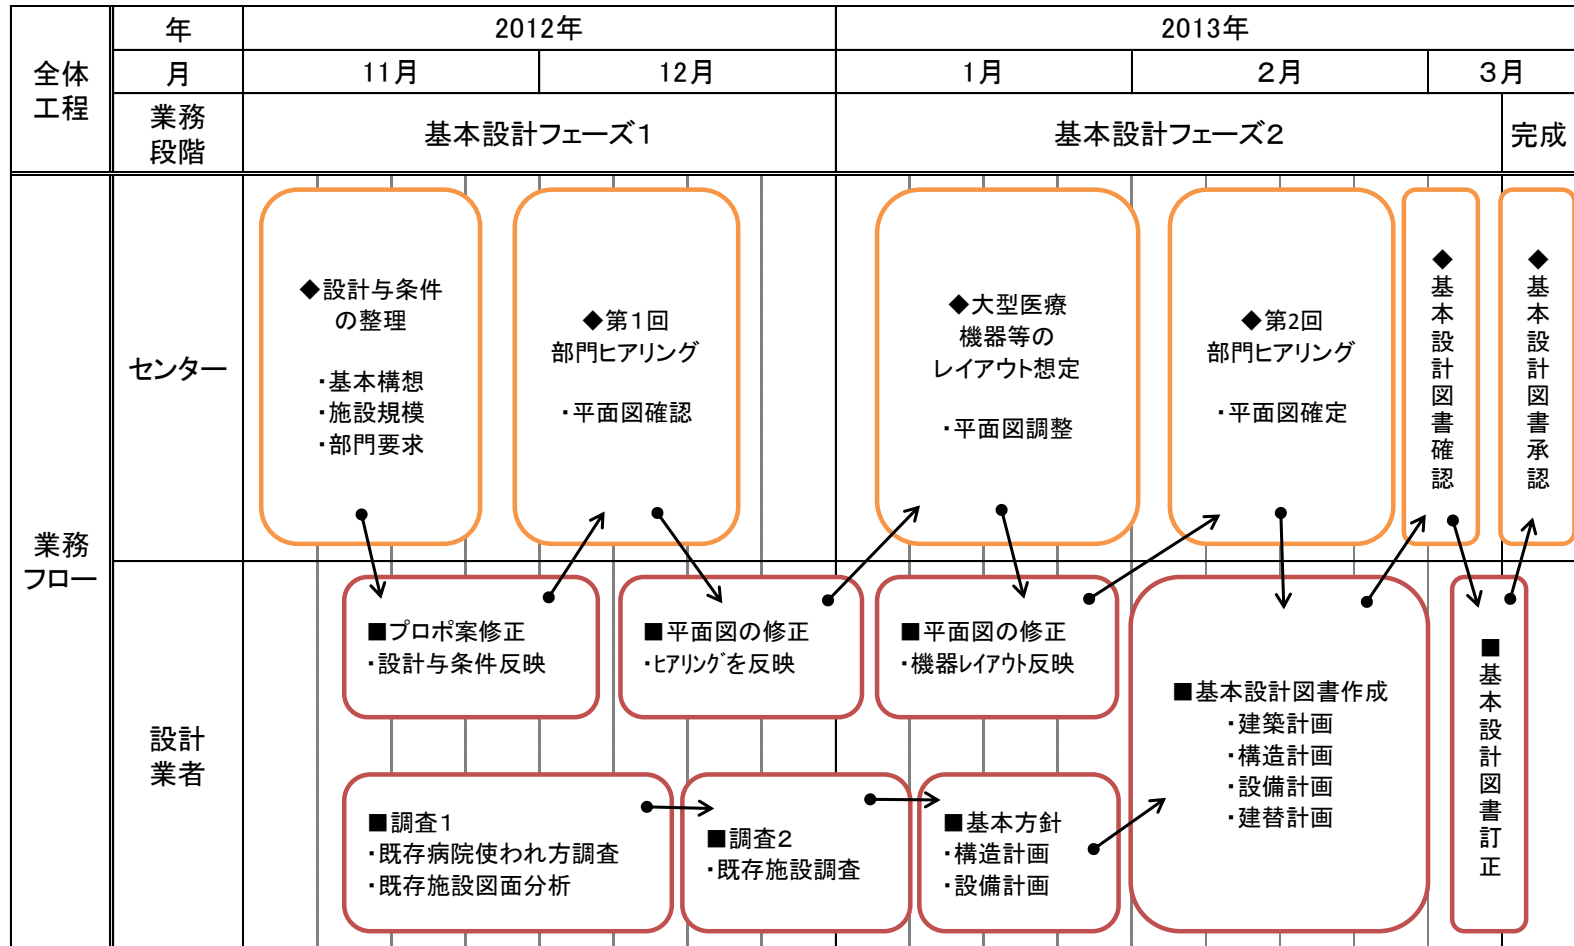 全体
工程
年
2012年
2013年
月
11月
12月
1月
2月
3月
業務
段階
基本設計フェーズ1
基本設計フェーズ2
完成
業務
フロー
センター
◆設計与条件
の整理
・基本構想
・施設規模
・部門要求
◆第1回
部門ヒアリング
・平面図確認
◆大型医療
機器等の
レイアウト想定
・平面図調整
◆第2回
部門ヒアリング
・平面図確定
◆基本設計図書確認
◆基本設計図書承認
設計
業者
■プロポ案修正
・設計与条件反映
■平面図の修正
・ﾋｱﾘﾝｸﾞを反映
■平面図の修正
・機器レイアウト反映
■基本設計図書作成
・建築計画
・構造計画
・設備計画
・建替計画
■基本設計図書訂正
■調査1
・既存病院使われ方調査
・既存施設図面分析
■調査2
・既存施設調査
■基本方針
・構造計画
・設備計画